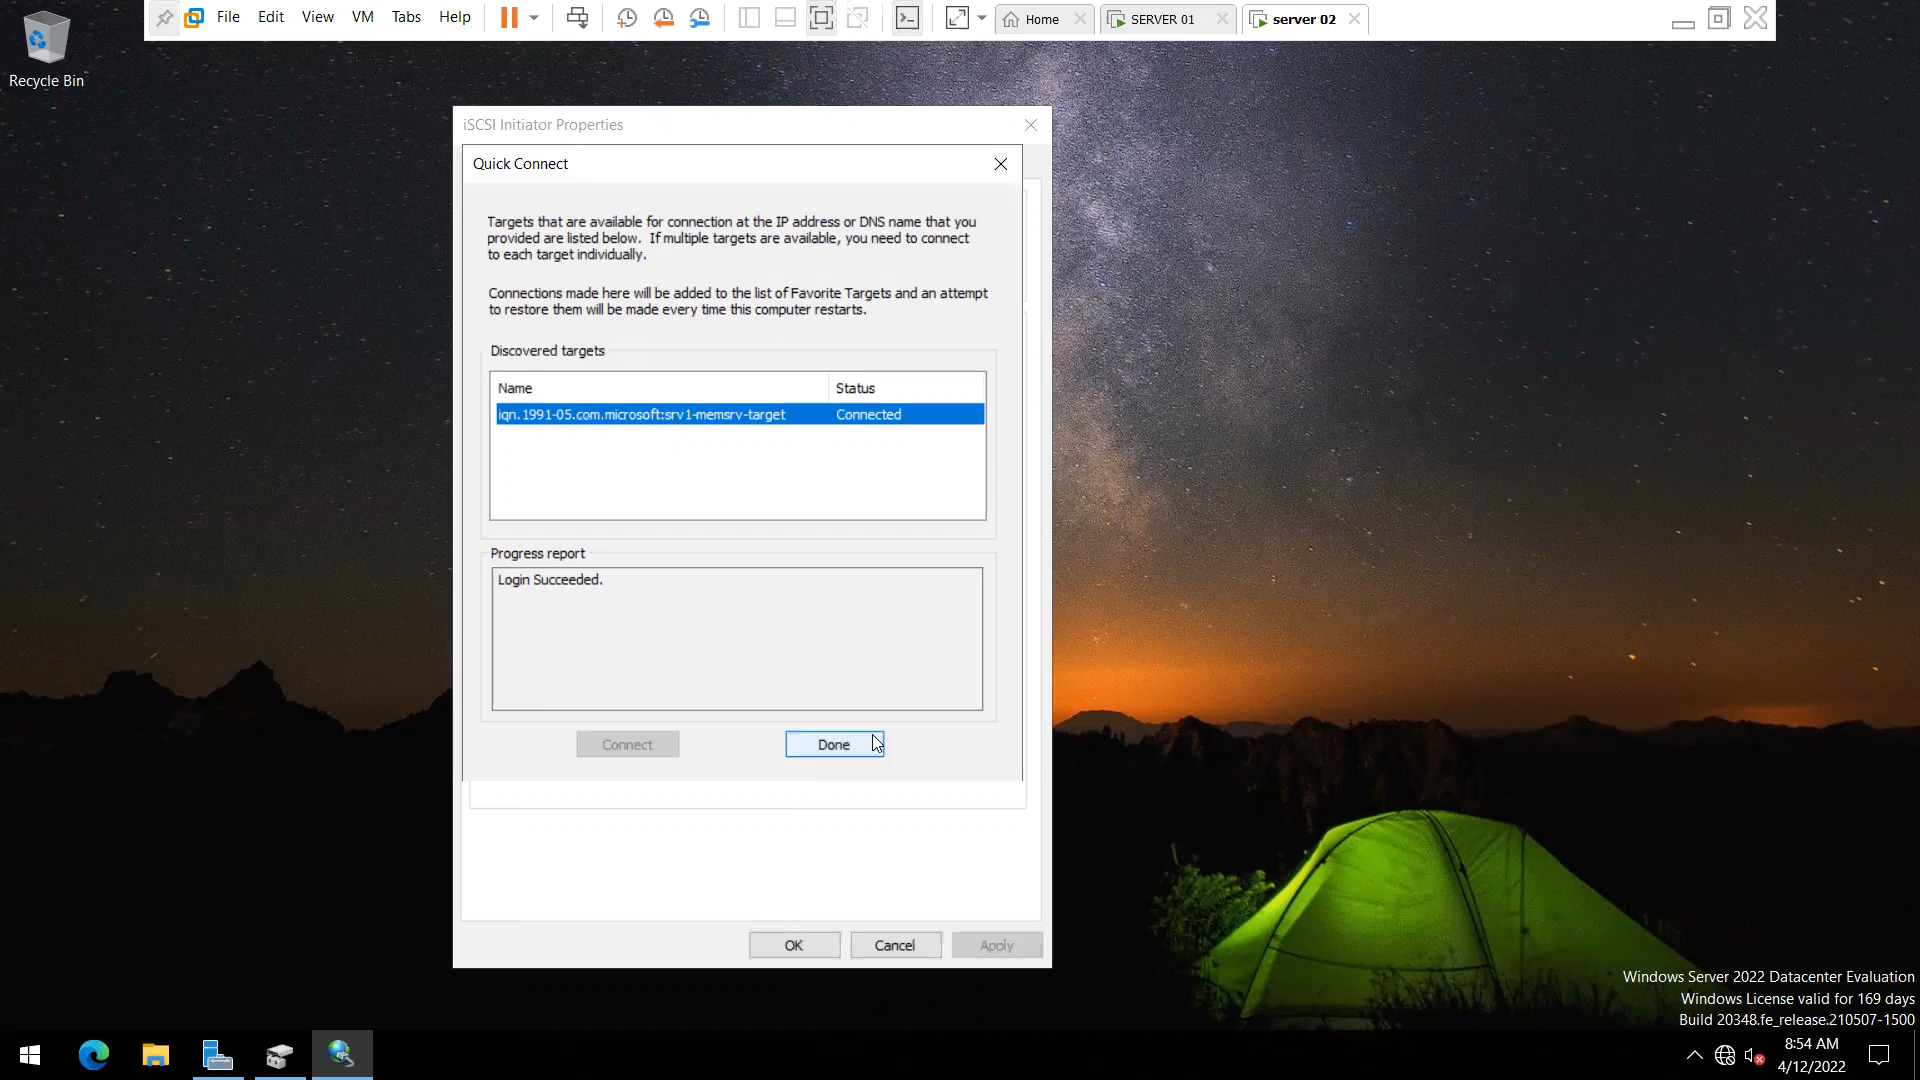 File Edit View VM Tabs Help
Home
SERVER 01
server 02
Recycle Bin
iSCSI Initiator Properties
Quick Connect
Targets that are available for connection at the IP address or DNS name that you
provided are listed below. If multiple targets are available, you need to connect
to each target individually.
Connections made here will be added to the list of Favorite Targets and an attempt
to restore them will be made every time this computer restarts.
Discovered targets
Name Status
iqn.1991-05.com.microsoft:srv1-memsrv-target Connected
Progress report
Login Succeeded.
Connect Done
OK Cancel Apply
Windows Server 2022 Datacenter Evaluation
Windows License valid for 169 days
Build 20348.fe_release.210507-1500
8:54 AM
4/12/2022